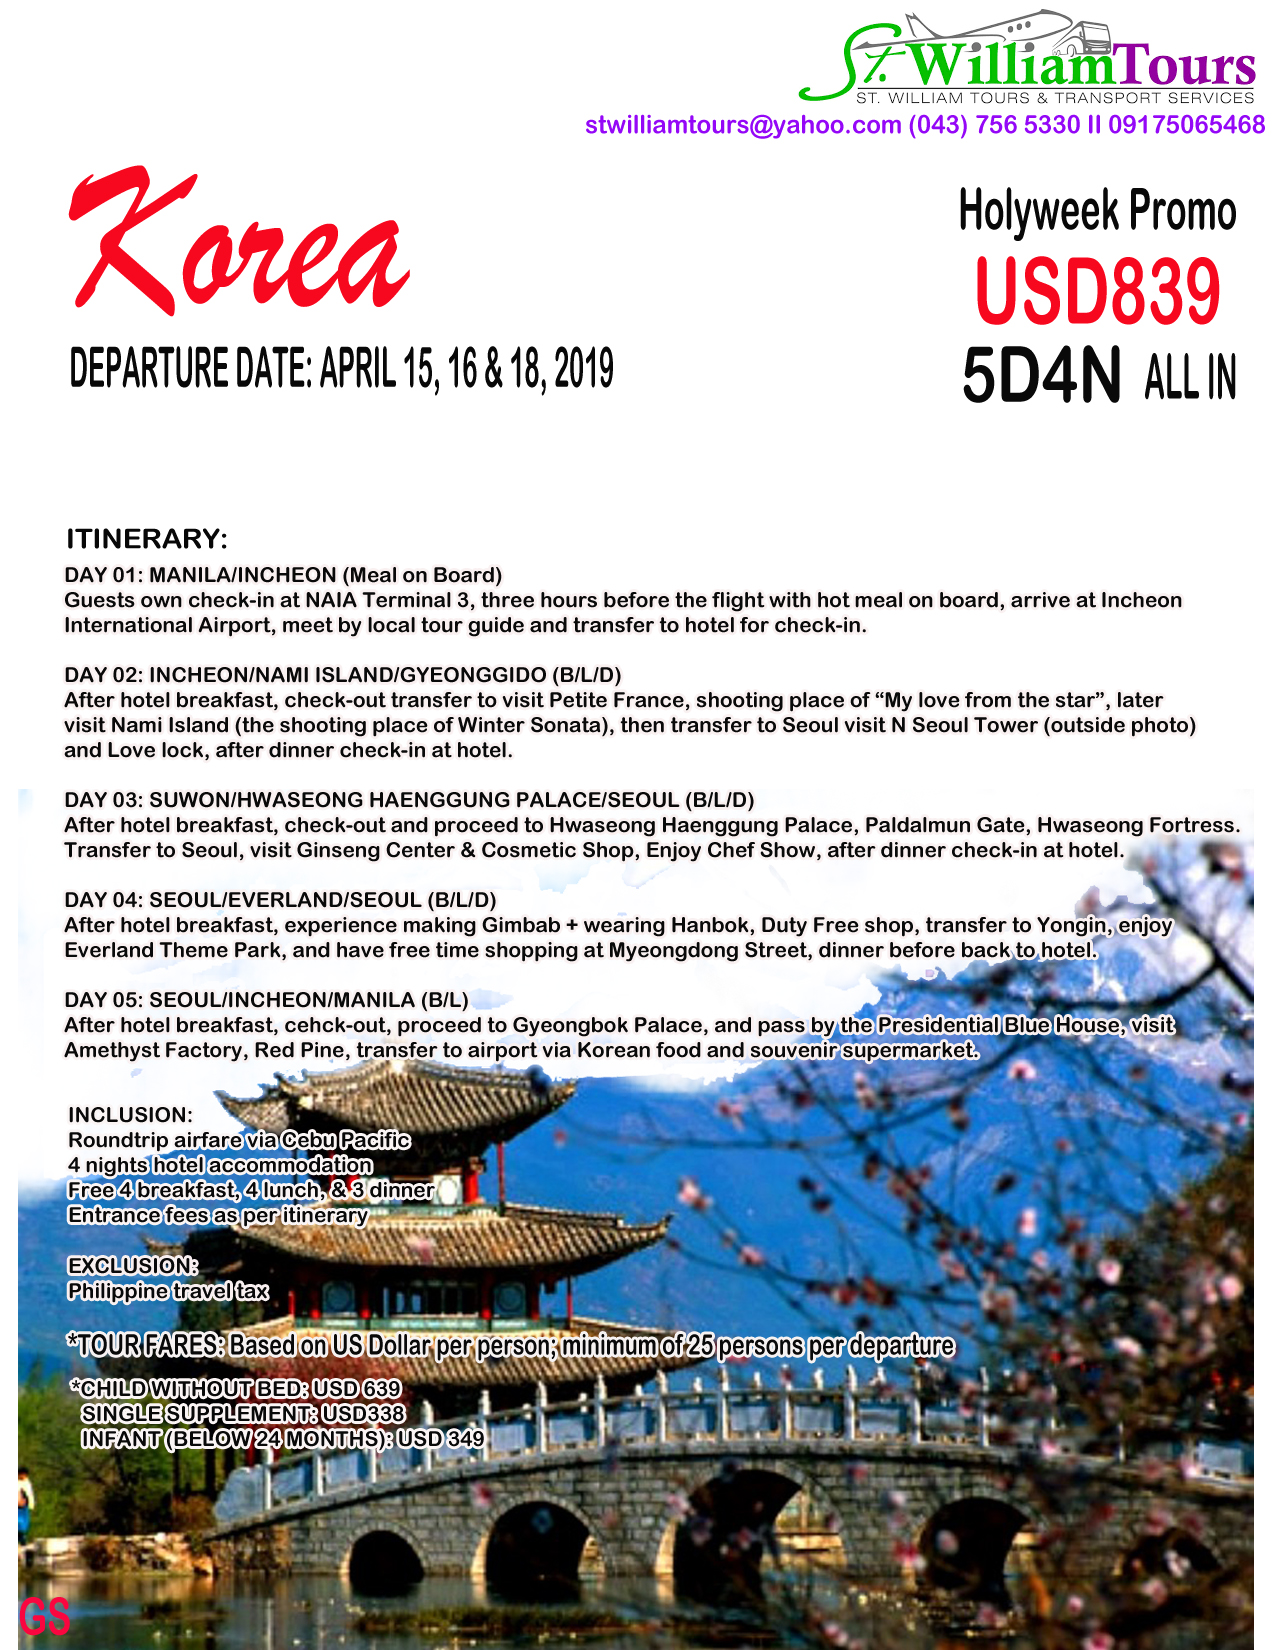 St. William Tours
ST. WILLIAM TOURS & TRANSPORT SERVICES
stwilliamtours@yahoo.com (043) 756 5330 II 09175065468
Korea
Holyweek Promo
USD839
DEPARTURE DATE: APRIL 15, 16 & 18, 2019
5D4N ALL IN
ITINERARY:
DAY 01: MANILA/INCHEON (Meal on Board)
Guests own check-in at NAIA Terminal 3, three hours before the flight with hot meal on board, arrive at Incheon
International Airport, meet by local tour guide and transfer to hotel for check-in.
DAY 02: INCHEON/NAMI ISLAND/GYEONGGIDO (B/L/D)
After hotel breakfast, check-out transfer to visit Petite France, shooting place of “My love from the star”, later
visit Nami Island (the shooting place of Winter Sonata), then transfer to Seoul visit N Seoul Tower (outside photo)
and Love lock, after dinner check-in at hotel.
DAY 03: SUWON/HWASEONG HAENGGUNG PALACE/SEOUL (B/L/D)
After hotel breakfast, check-out and proceed to Hwaseong Haenggung Palace, Paldalmun Gate, Hwaseong Fortress.
Transfer to Seoul, visit Ginseng Center & Cosmetic Shop, Enjoy Chef Show, after dinner check-in at hotel.
DAY 04: SEOUL/EVERLAND/SEOUL (B/L/D)
After hotel breakfast, experience making Gimbab + wearing Hanbok, Duty Free shop, transfer to Yongin, enjoy
Everland Theme Park, and have free time shopping at Myeongdong Street, dinner before back to hotel.
DAY 05: SEOUL/INCHEON/MANILA (B/L)
After hotel breakfast, cehck-out, proceed to Gyeongbok Palace, and pass by the Presidential Blue House, visit
Amethyst Factory, Red Pine, transfer to airport via Korean food and souvenir supermarket.
INCLUSION:
Roundtrip airfare via Cebu Pacific
4 nights hotel accommodation
Free 4 breakfast, 4 lunch, & 3 dinner
Entrance fees as per itinerary
EXCLUSION:
Philippine travel tax
*TOUR FARES: Based on US Dollar per person; minimum of 25 persons per departure
*CHILD WITHOUT BED: USD 639
SINGLE SUPPLEMENT: USD338
INFANT (BELOW 24 MONTHS): USD 349
GS